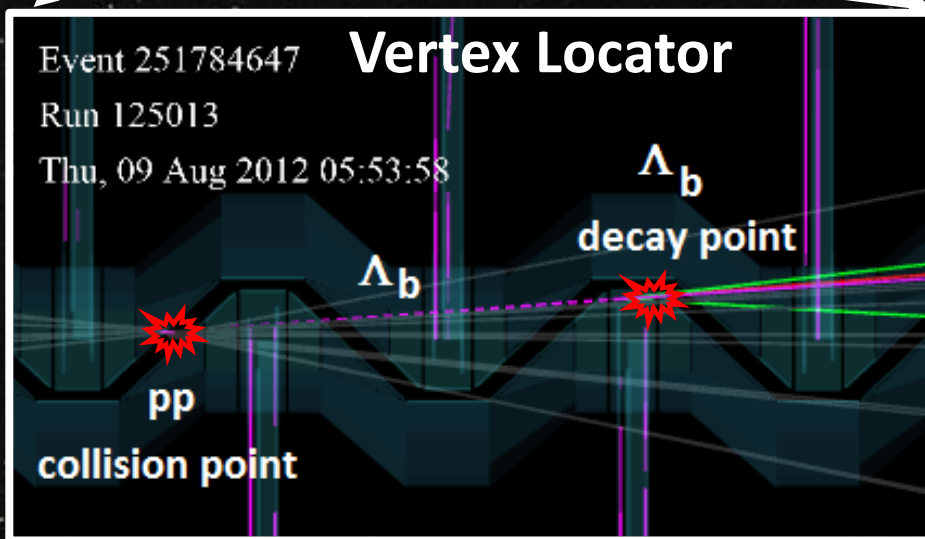 Event 251784647
Vertex Locator
Run 125013
Thu, 09 Aug 2012 05:53:58
Λb
decay point
Λb
pp
collision point